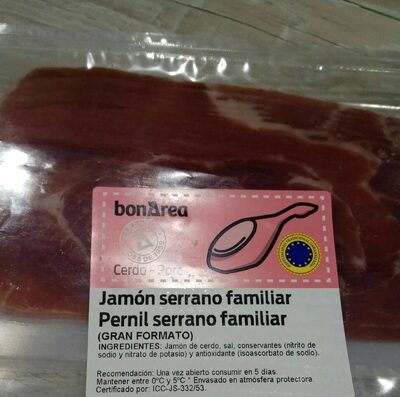 bonÀrea
Cerdo - Porc
Jamón serrano familiar
Pernil serrano familiar
(GRAN FORMATO)
INGREDIENTES: Jamón de cerdo, sal, conservantes (nitrito de
sodio y nitrato de potasio) y antioxidante (isoascorbato de sodio).
Recomendación: Una vez abierto consumir en 5 días.
Mantener entre 0ºC y 5ºC * Envasado en atmósfera protectora.
Certificado por: ICC-JS-332/53.